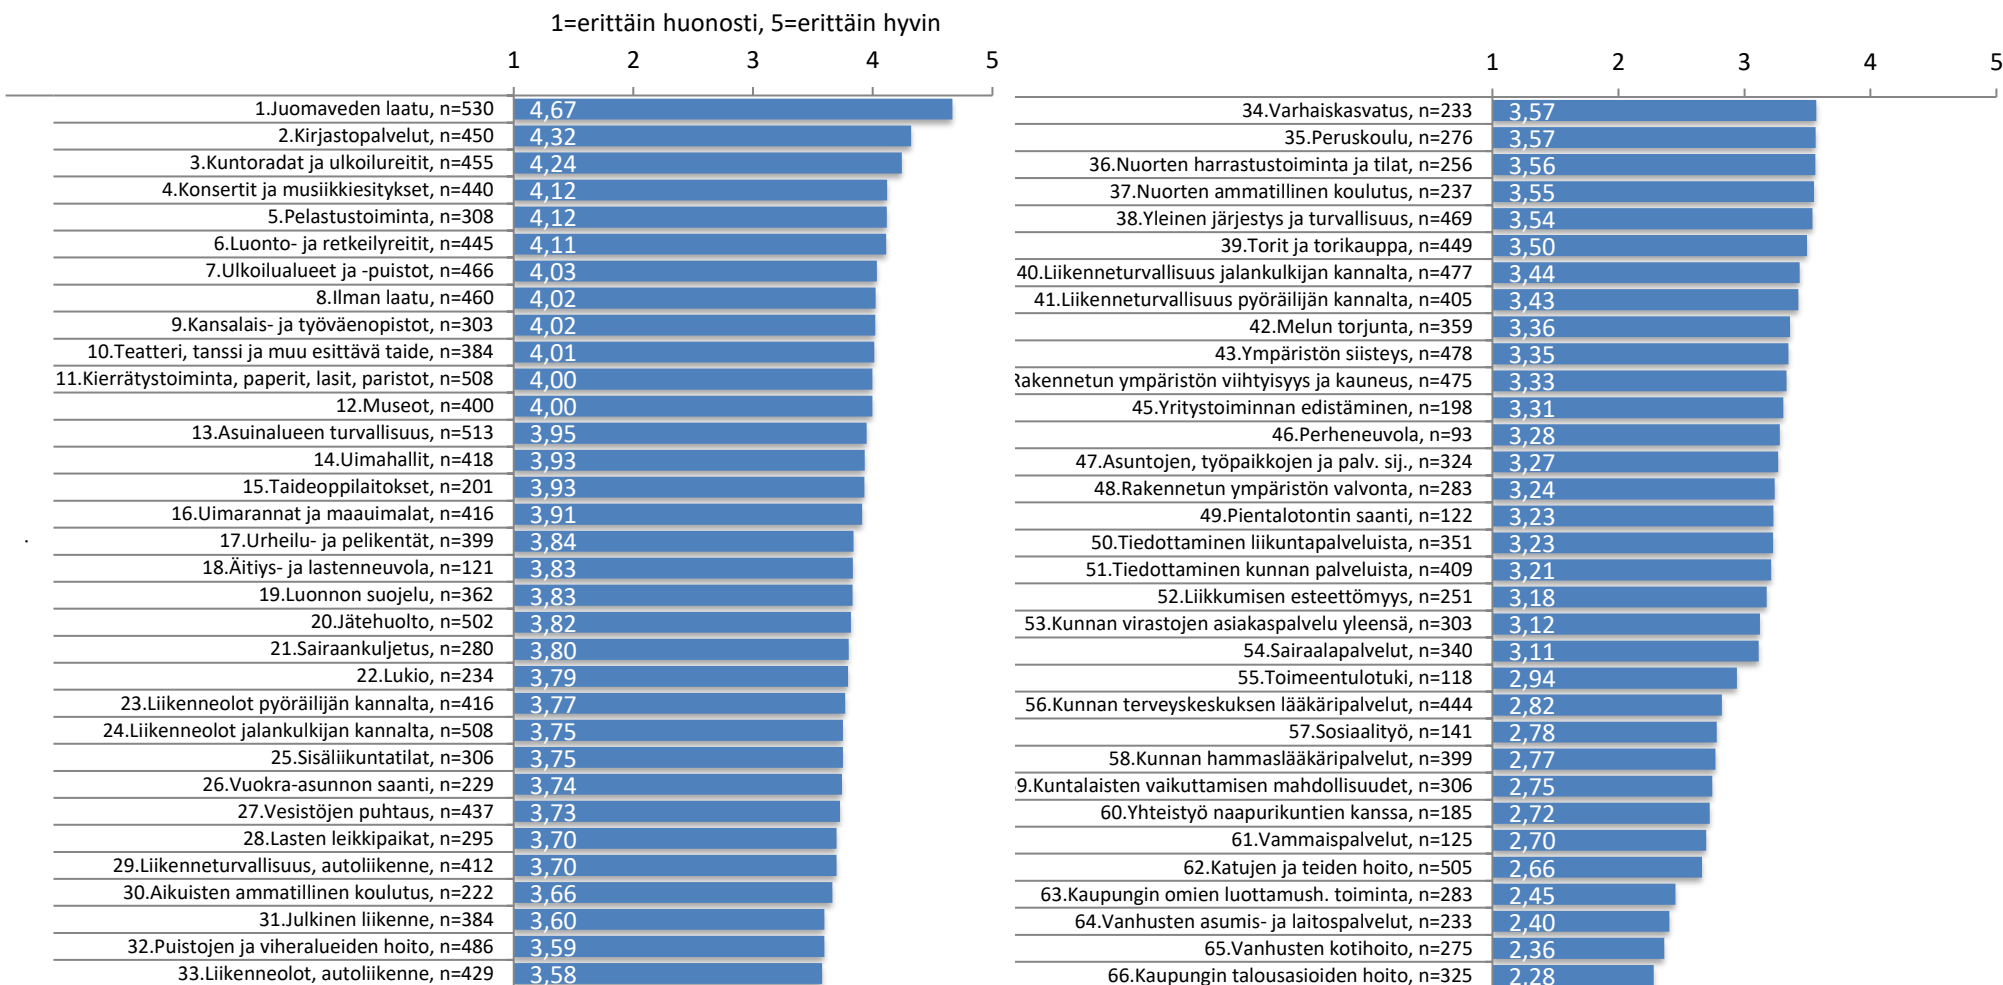 1=erittäin huonosti, 5=erittäin hyvin
1 2 3 4 5
1.Juomaveden laatu, n=530 4,67
2.Kirjastopalvelut, n=450 4,32
3.Kuntoradat ja ulkoilureitit, n=455 4,24
4.Konsertit ja musiikkiesitykset, n=440 4,12
5.Pelastustoiminta, n=308 4,12
6.Luonto- ja retkeilyreitit, n=445 4,11
7.Ulkoilualueet ja -puistot, n=466 4,03
8.Ilman laatu, n=460 4,02
9.Kansalais- ja työväenopistot, n=303 4,02
10.Teatteri, tanssi ja muu esittävä taide, n=384 4,01
11.Kierrätystoiminta, paperit, lasit, paristot, n=508 4,00
12.Museot, n=400 4,00
13.Asuinalueen turvallisuus, n=513 3,95
14.Uimahallit, n=418 3,93
15.Taideoppilaitokset, n=201 3,93
16.Uimarannat ja maauimalat, n=416 3,91
17.Urheilu- ja pelikentät, n=399 3,84
18.Äitiys- ja lastenneuvola, n=121 3,83
19.Luonnon suojelu, n=362 3,83
20.Jätehuolto, n=502 3,82
21.Sairaankuljetus, n=280 3,80
22.Lukio, n=234 3,79
23.Liikenneolot pyöräilijän kannalta, n=416 3,77
24.Liikenneolot jalankulkijan kannalta, n=508 3,75
25.Sisäliikuntatilat, n=306 3,75
26.Vuokra-asunnon saanti, n=229 3,74
27.Vesistöjen puhtaus, n=437 3,73
28.Lasten leikkipaikat, n=295 3,70
29.Liikenneturvallisuus, autoliikenne, n=412 3,70
30.Aikuisten ammatillinen koulutus, n=222 3,66
31.Julkinen liikenne, n=384 3,60
32.Puistojen ja viheralueiden hoito, n=486 3,59
33.Liikenneolot, autoliikenne, n=429 3,58
1 2 3 4 5
34.Varhaiskasvatus, n=233 3,57
35.Peruskoulu, n=276 3,57
36.Nuorten harrastustoiminta ja tilat, n=256 3,56
37.Nuorten ammatillinen koulutus, n=237 3,55
38.Yleinen järjestys ja turvallisuus, n=469 3,54
39.Torit ja torikauppa, n=449 3,50
40.Liikenneturvallisuus jalankulkijan kannalta, n=477 3,44
41.Liikenneturvallisuus pyöräilijän kannalta, n=405 3,43
42.Melun torjunta, n=359 3,36
43.Ympäristön siisteys, n=478 3,35
Rakennetun ympäristön viihtyisyys ja kauneus, n=475 3,33
45.Yritystoiminnan edistäminen, n=198 3,31
46.Perheneuvola, n=93 3,28
47.Asuntojen, työpaikkojen ja palv. sij., n=324 3,27
48.Rakennetun ympäristön valvonta, n=283 3,24
49.Pientalotontin saanti, n=122 3,23
50.Tiedottaminen liikuntapalveluista, n=351 3,23
51.Tiedottaminen kunnan palveluista, n=409 3,21
52.Liikkumisen esteettömyys, n=251 3,18
53.Kunnan virastojen asiakaspalvelu yleensä, n=303 3,12
54.Sairaalapalvelut, n=340 3,11
55.Toimeentulotuki, n=118 2,94
56.Kunnan terveyskeskuksen lääkäripalvelut, n=444 2,82
57.Sosiaalityö, n=141 2,78
58.Kunnan hammaslääkäripalvelut, n=399 2,77
9.Kuntalaisten vaikuttamisen mahdollisuudet, n=306 2,75
60.Yhteistyö naapurikuntien kanssa, n=185 2,72
61.Vammaispalvelut, n=125 2,70
62.Katujen ja teiden hoito, n=505 2,66
63.Kaupungin omien luottamush. toiminta, n=283 2,45
64.Vanhusten asumis- ja laitospalvelut, n=233 2,40
65.Vanhusten kotihoito, n=275 2,36
66.Kaupungin talousasioiden hoito, n=325 2,28